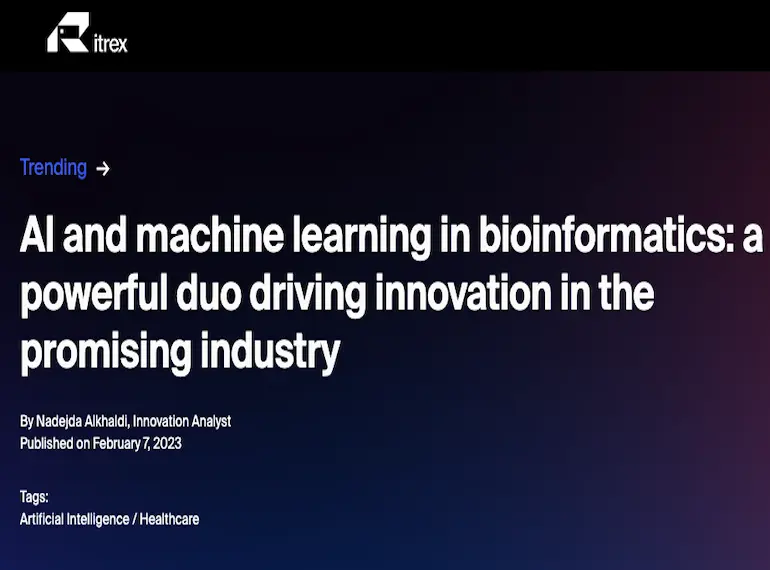 itrex
Trending →
AI and machine learning in bioinformatics: a
powerful duo driving innovation in the
promising industry
By Nadejda Alkhaldi, Innovation Analyst
Published on February 7, 2023
Tags:
Artificial Intelligence / Healthcare